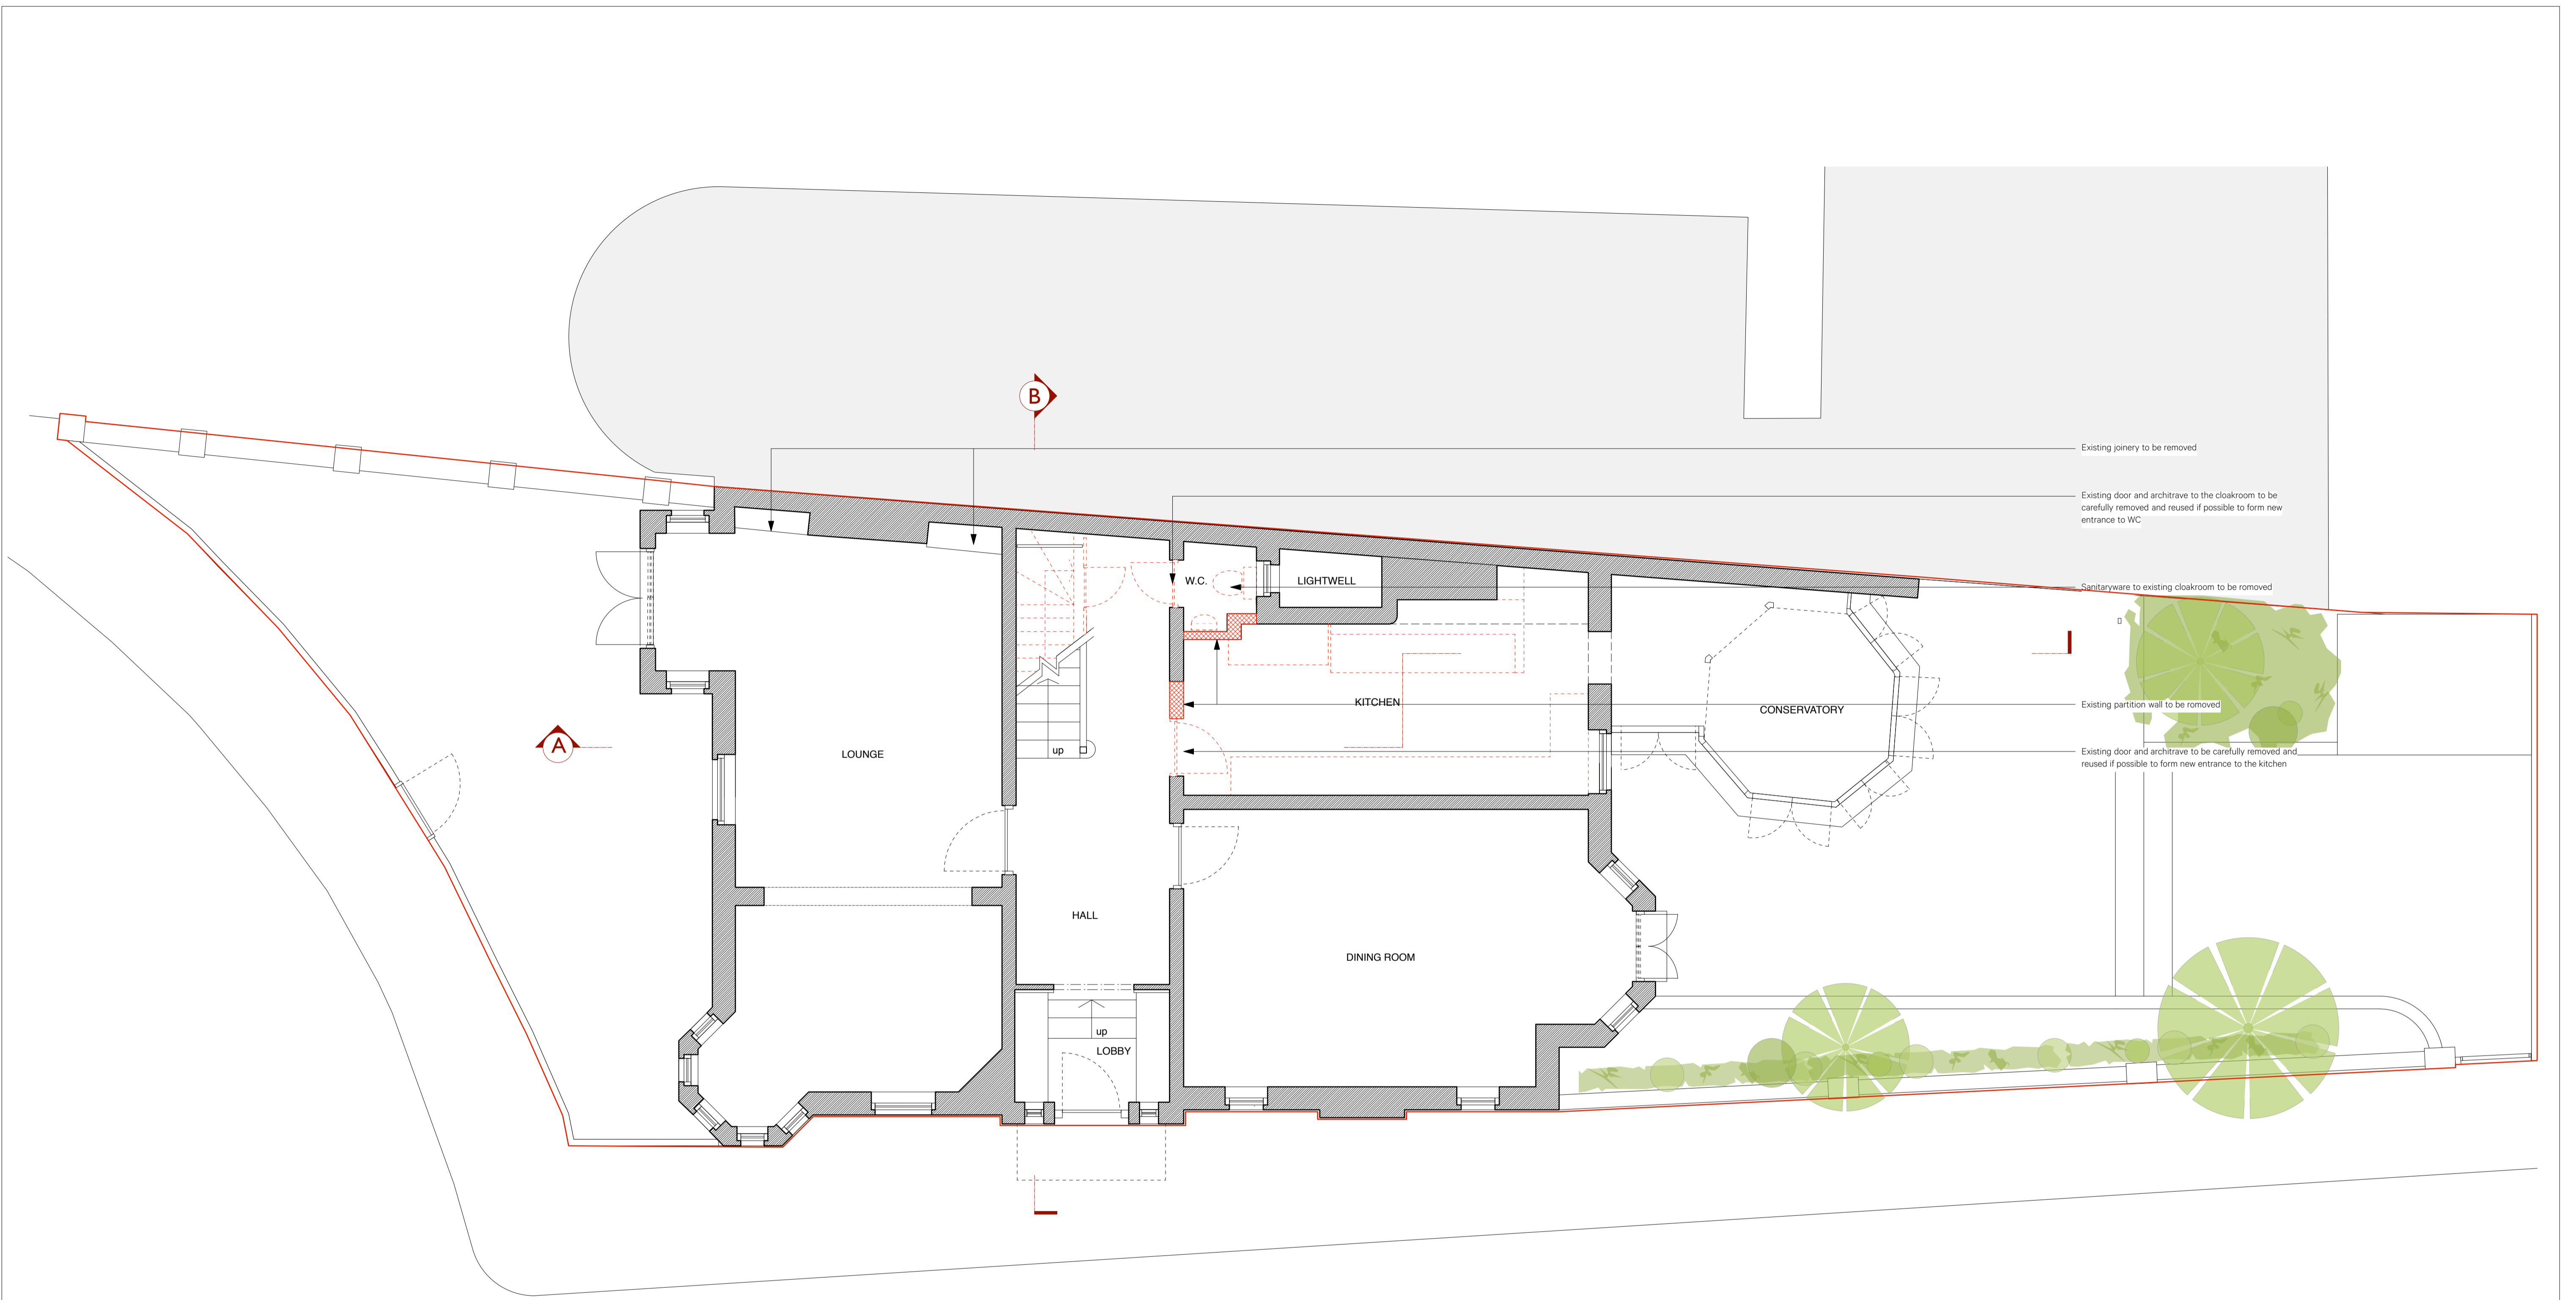 B
Existing joinery to be removed
Existing door and architrave to the cloakroom to be
carefully removed and reused if possible to form new
entrance to WC
W.C.
LIGHTWELL
Sanitaryware to existing cloakroom to be removed
KITCHEN
Existing partition wall to be romoved
CONSERVATORY
A
LOUNGE
up
Existing door and architrave to be carefully removed and
reused if possible to form new entrance to the kitchen
HALL
DINING ROOM
up
LOBBY